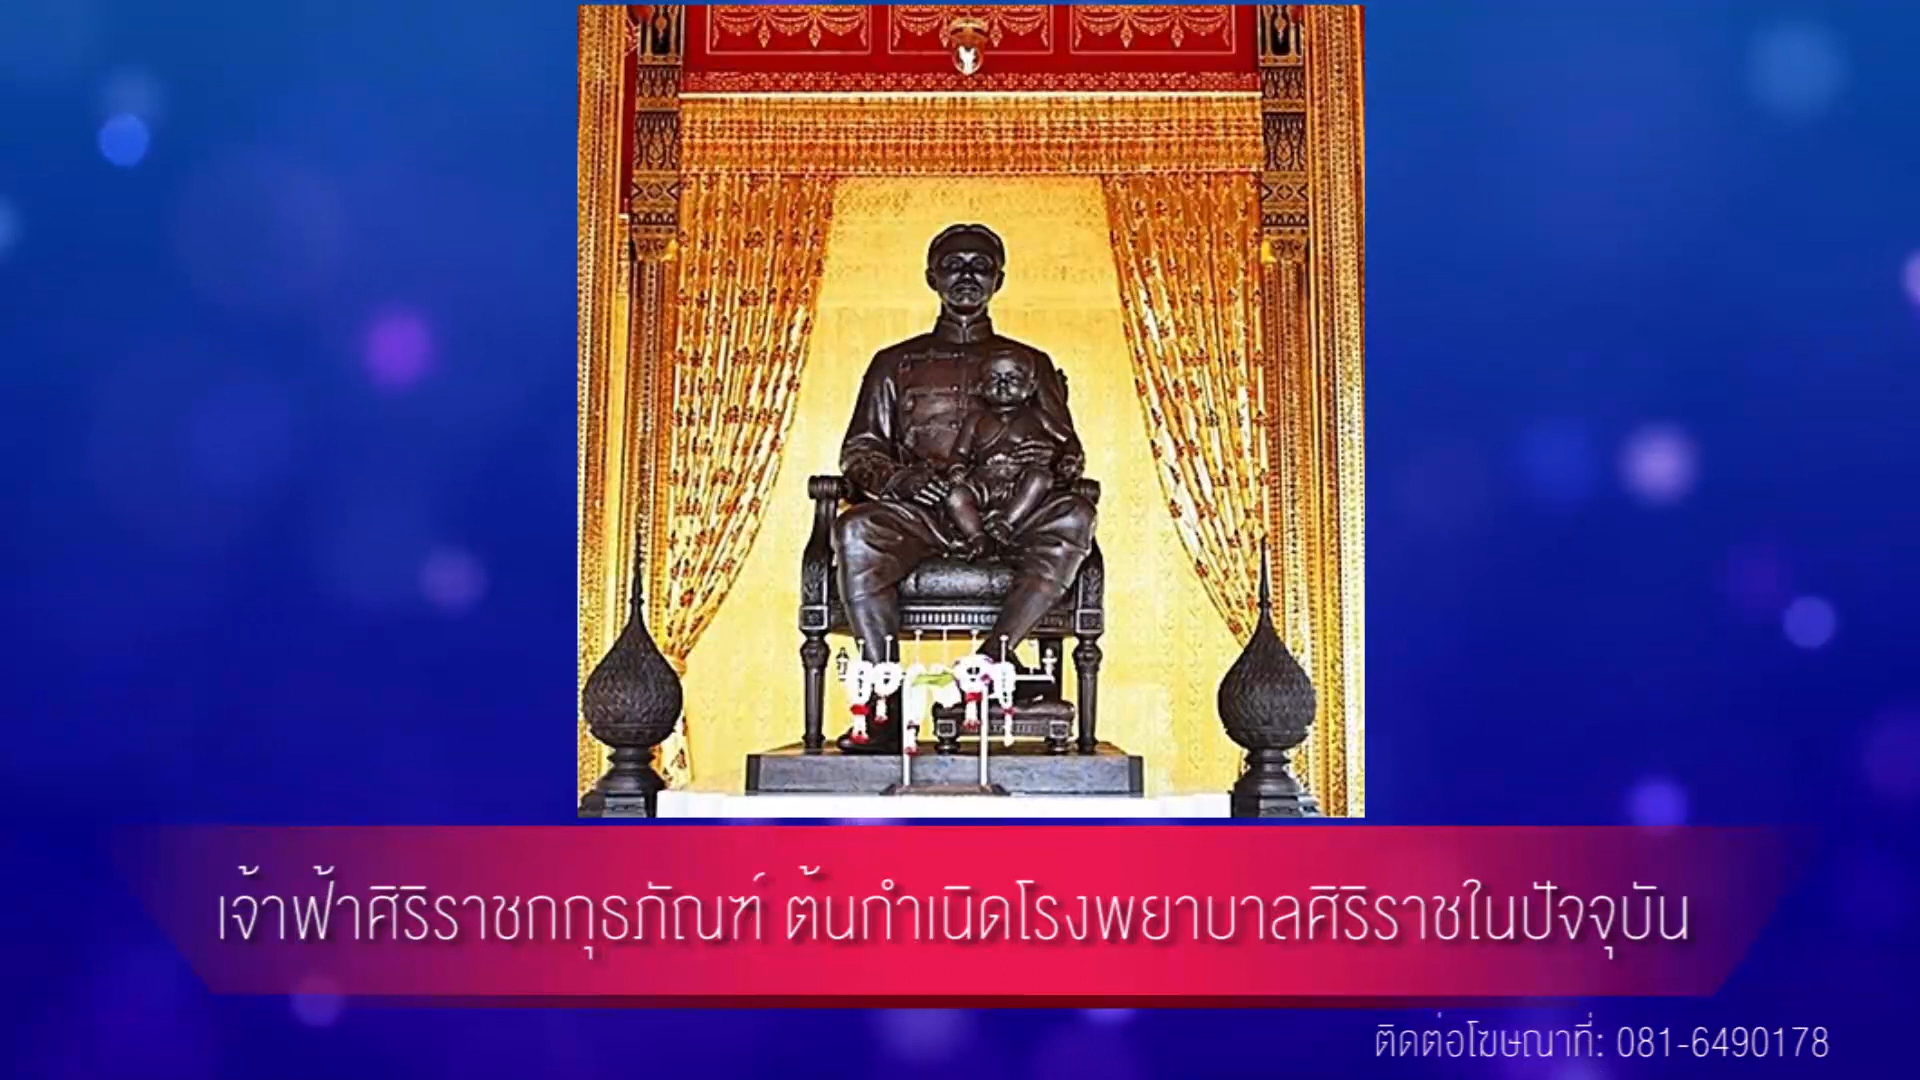 เจ้าฟ้าศิริราชกกุธภัณฑ์ ต้นกำเนิดโรงพยาบาลศิริราชในปัจจุบัน
ติดต่อโฆษณาที่: 081-6490178